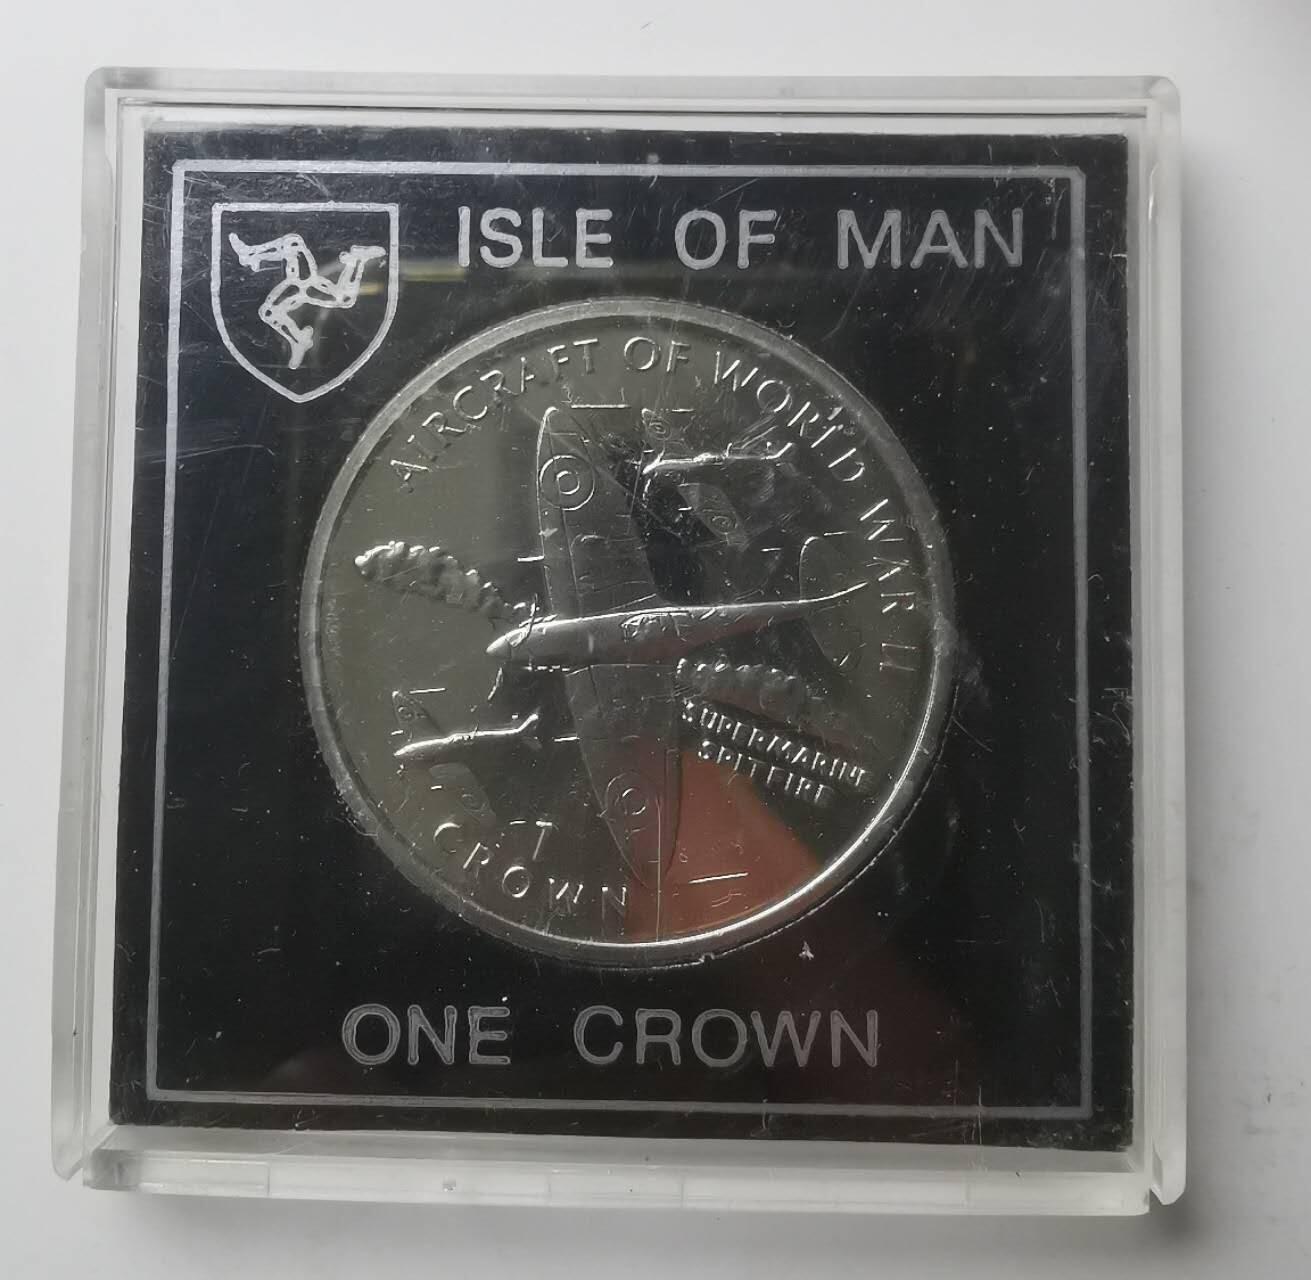 ISLE OF MAN
AIRCRAFT OF WORLD WAR II
SUPERMARINE
SPITFIRE
CROWN
ONE CROWN